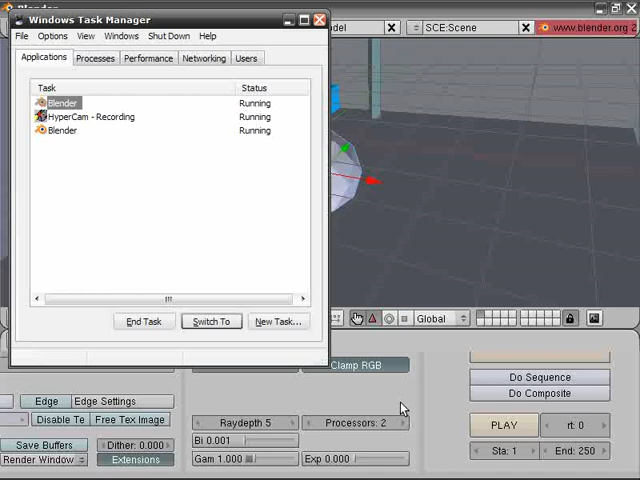 Blender
Windows Task Manager
File Options View Windows Shut Down Help
Applications Processes Performance Networking Users
Task Status
Blender Running
HyperCam - Recording Running
Blender Running
End Task Switch To New Task...
SCE:Scene
www.blender.org 2
Global
Clamp RGB
Do Sequence
Do Composite
Edge Edge Settings
Disable Te Free Tex Image
Raydepth 5 Processors: 2
PLAY rt: 0
Save Buffers Dither: 0.000 Bi 0.001
Sta: 1 End: 250
Render Window Extensions Gam 1.000 Exp 0.000